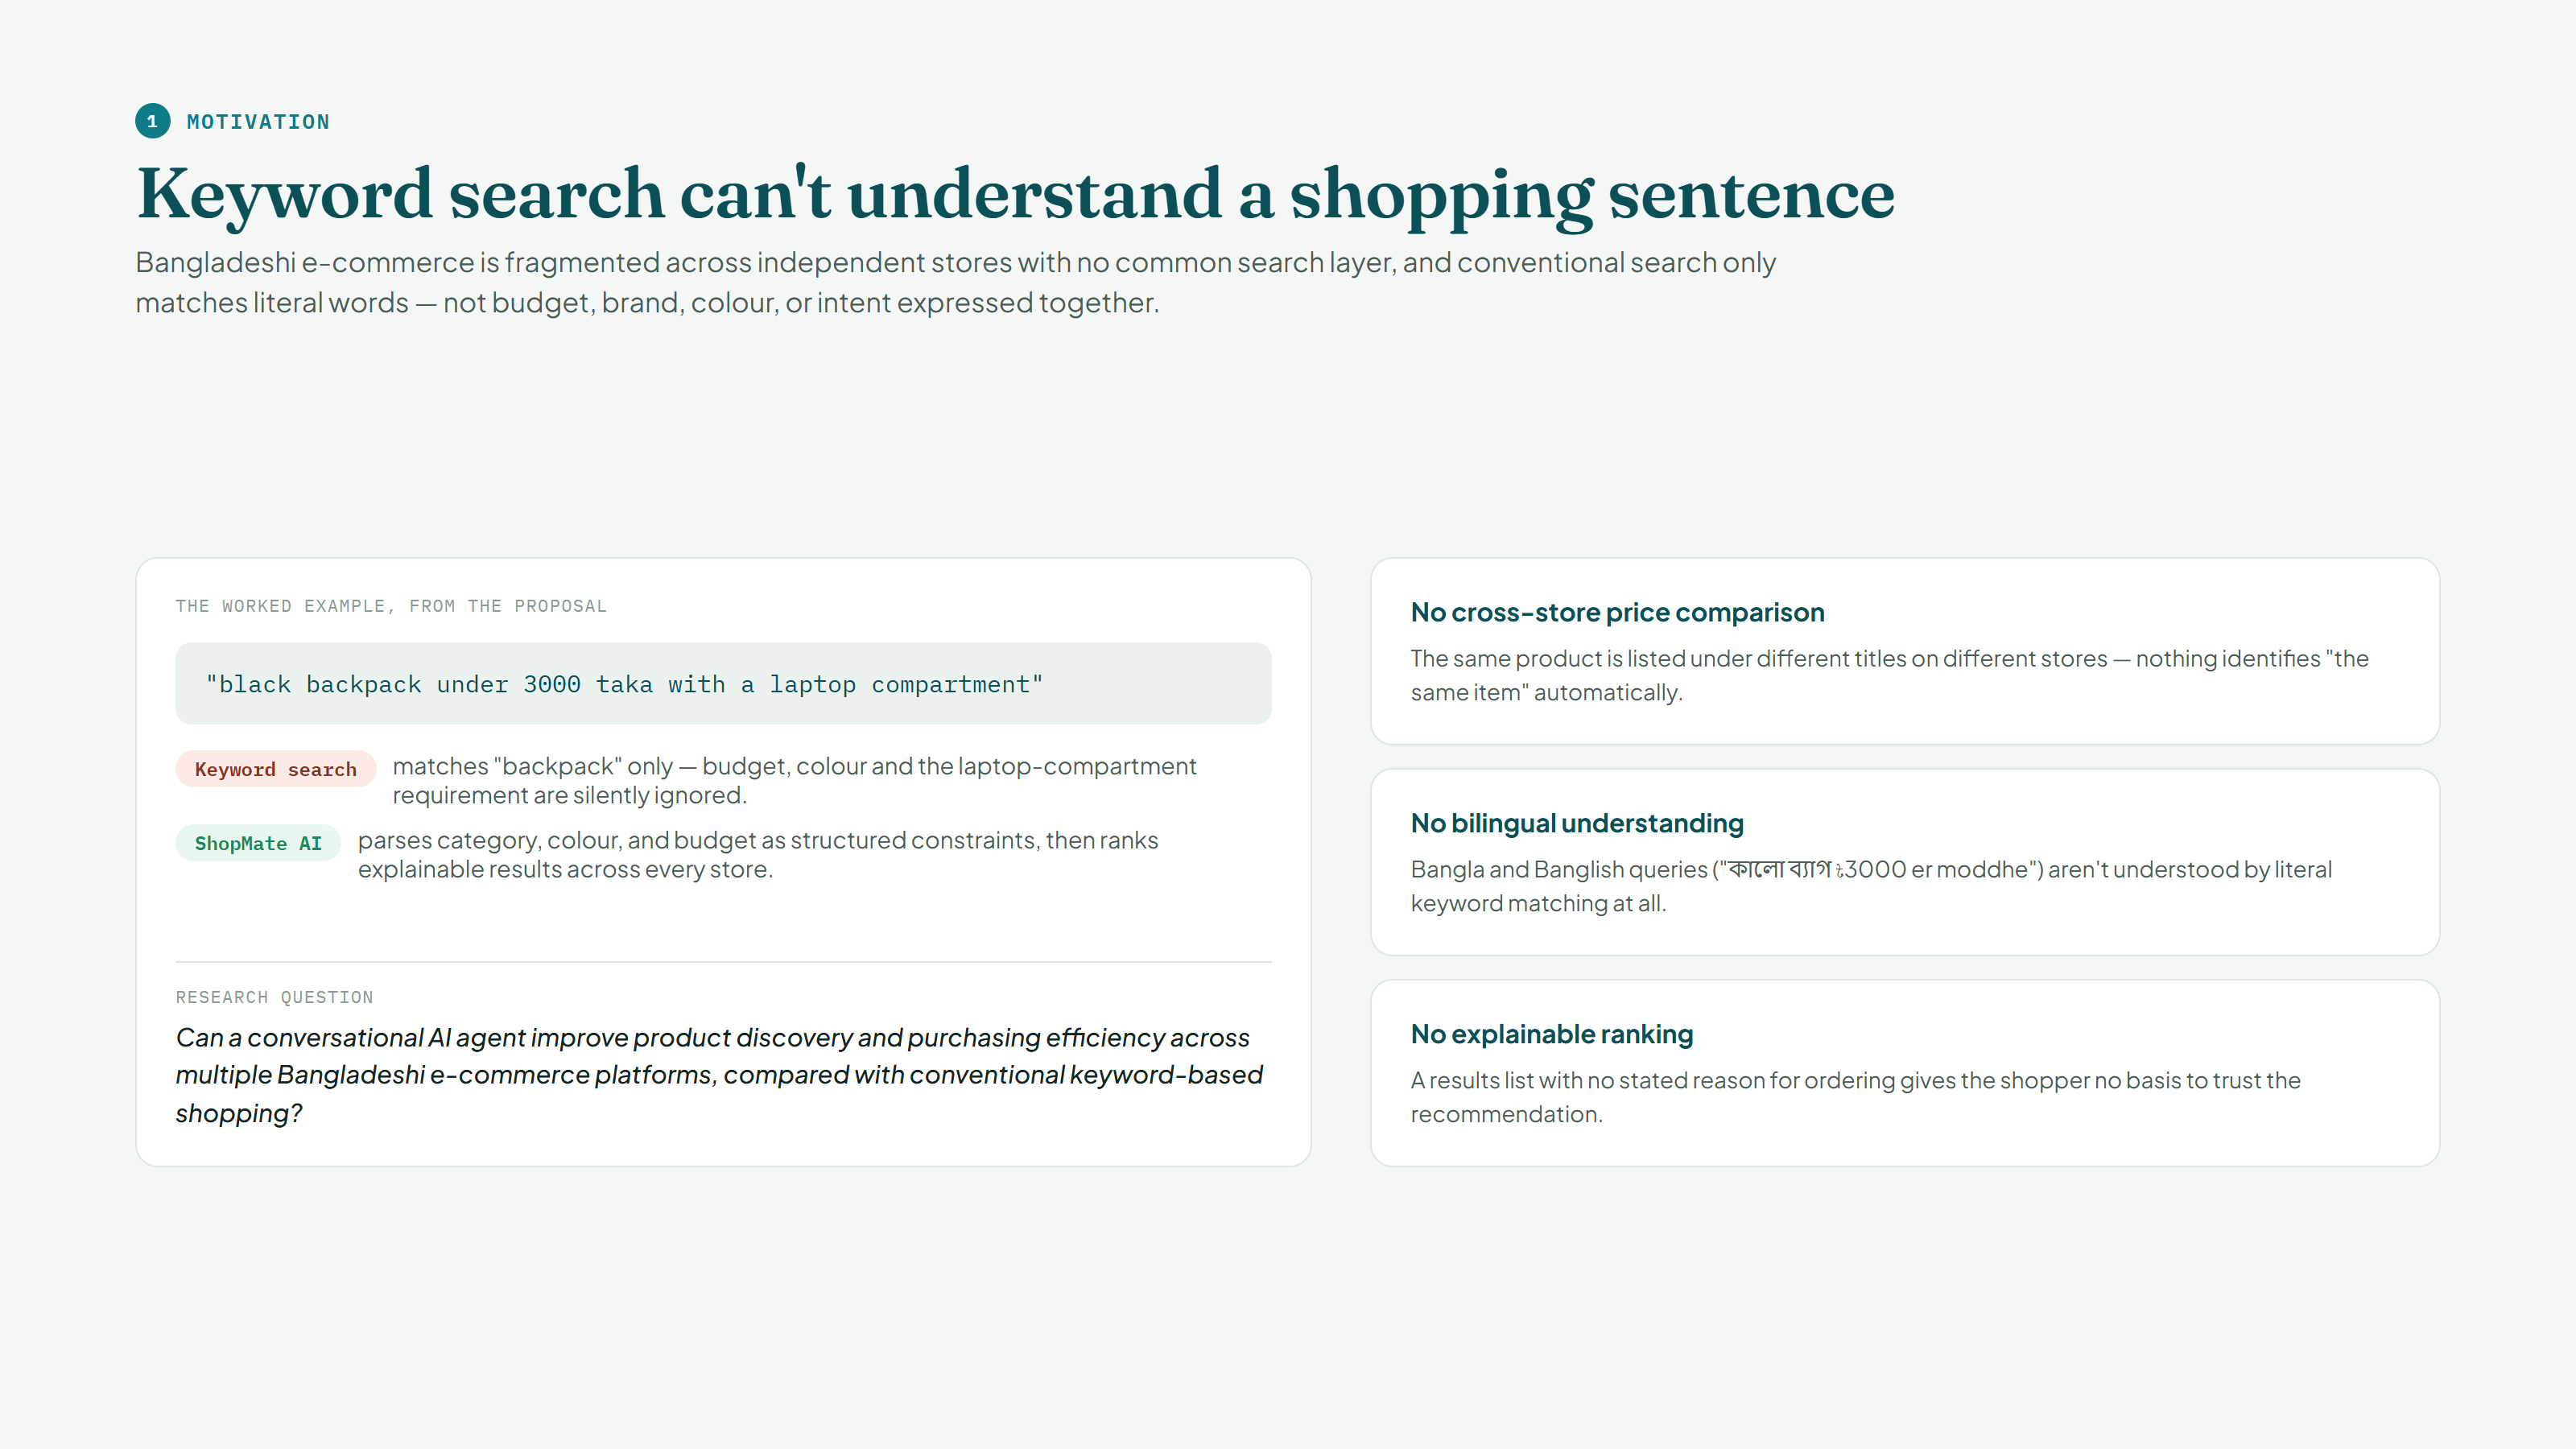 1 MOTIVATION
Keyword search can't understand a shopping sentence
Bangladeshi e-commerce is fragmented across independent stores with no common search layer, and conventional search only
matches literal words — not budget, brand, colour, or intent expressed together.
THE WORKED EXAMPLE, FROM THE PROPOSAL
"black backpack under 3000 taka with a laptop compartment"
Keyword search matches "backpack" only — budget, colour and the laptop-compartment
requirement are silently ignored.
ShopMate AI parses category, colour, and budget as structured constraints, then ranks
explainable results across every store.
RESEARCH QUESTION
Can a conversational AI agent improve product discovery and purchasing efficiency across
multiple Bangladeshi e-commerce platforms, compared with conventional keyword-based
shopping?
No cross-store price comparison
The same product is listed under different titles on different stores — nothing identifies "the
same item" automatically.
No bilingual understanding
Bangla and Banglish queries ("কালো ব্যাগ ৳3000 er moddhe") aren't understood by literal
keyword matching at all.
No explainable ranking
A results list with no stated reason for ordering gives the shopper no basis to trust the
recommendation.